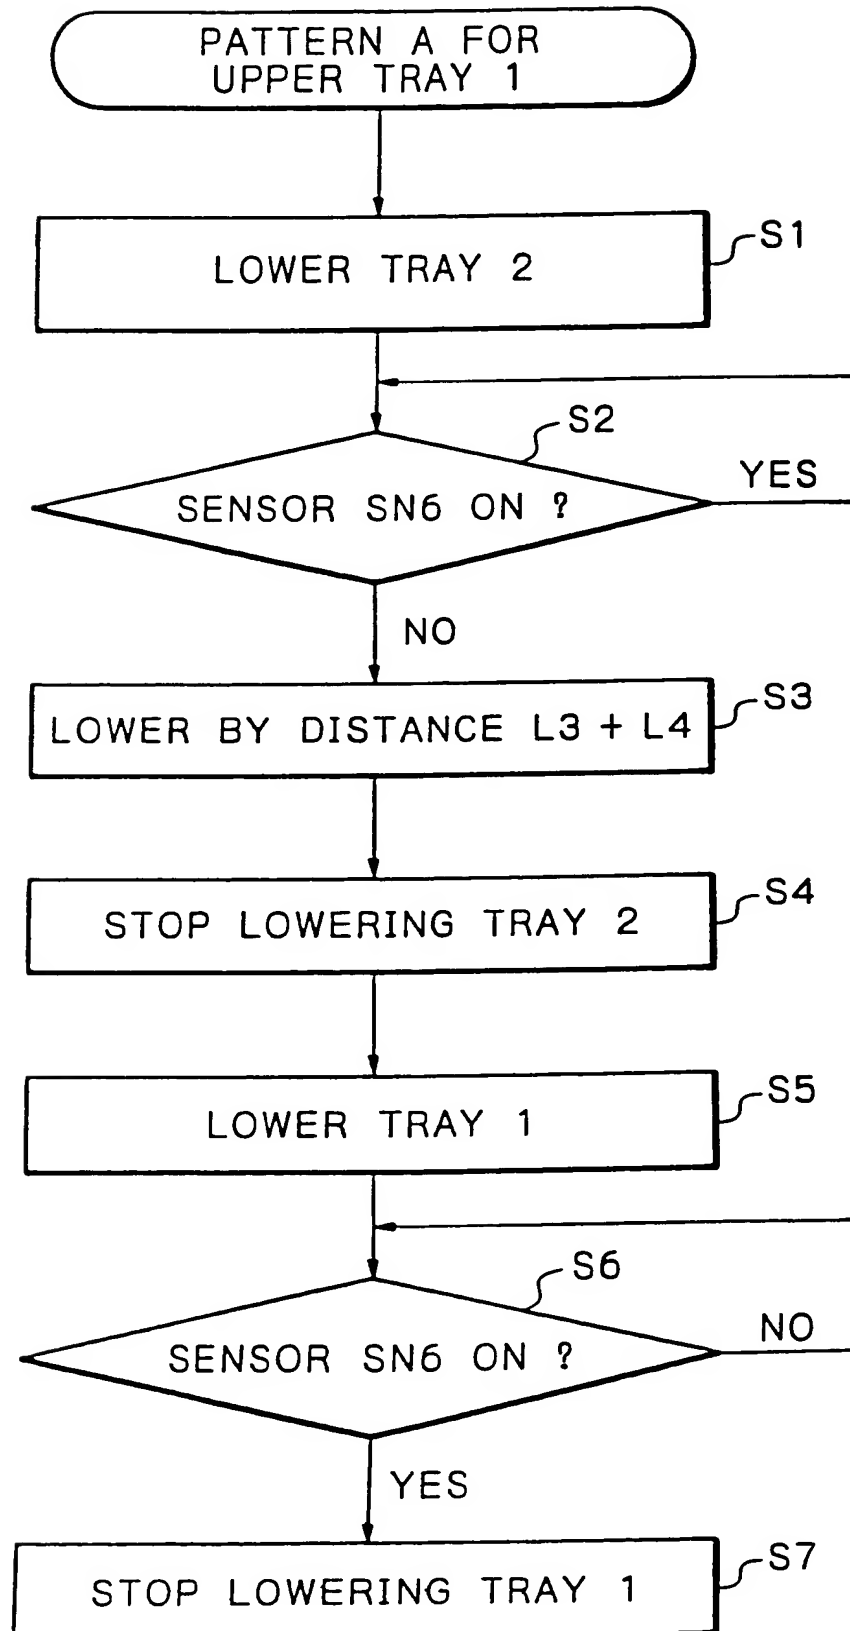 PATTERN A FOR
UPPER TRAY 1
LOWER TRAY 2
S1
S2
SENSOR SN6 ON ?
YES
NO
LOWER BY DISTANCE L3 + L4
S3
STOP LOWERING TRAY 2
S4
LOWER TRAY 1
S5
S6
SENSOR SN6 ON ?
NO
YES
STOP LOWERING TRAY 1
S7